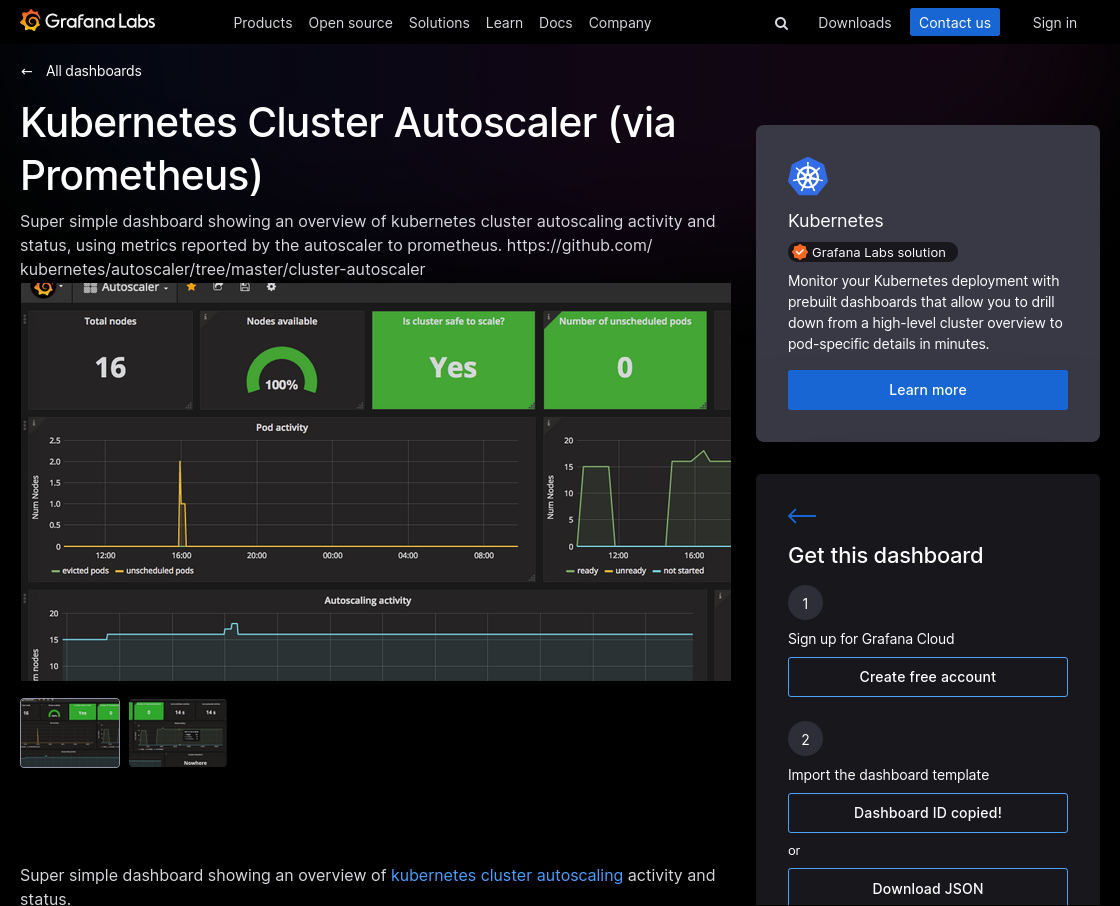 Grafana Labs
Products Open source Solutions Learn Docs Company Downloads Contact us Sign in
← All dashboards
Kubernetes Cluster Autoscaler (via
Prometheus)
Super simple dashboard showing an overview of kubernetes cluster autoscaling activity and
status, using metrics reported by the autoscaler to prometheus. https://github.com/
kubernetes/autoscaler/tree/master/cluster-autoscaler
Autoscaler
Total nodes
16
Nodes available
100%
Is cluster safe to scale?
Yes
Number of unscheduled pods
0
Pod activity
Num Nodes
2.5
2.0
1.5
1.0
0.5
0
12:00 16:00 20:00 00:00 04:00 08:00
evicted pods unscheduled pods
Num Nodes
20
15
10
5
0
12:00 16:00
ready unready not started
Autoscaling activity
20
15
10
m nodes
16 Yes 0
0 14 s 14 s
Nowhere
Super simple dashboard showing an overview of kubernetes cluster autoscaling activity and
status.
Kubernetes
Grafana Labs solution
Monitor your Kubernetes deployment with
prebuilt dashboards that allow you to drill
down from a high-level cluster overview to
pod-specific details in minutes.
Learn more
Get this dashboard
1
Sign up for Grafana Cloud
Create free account
2
Import the dashboard template
Dashboard ID copied!
or
Download JSON